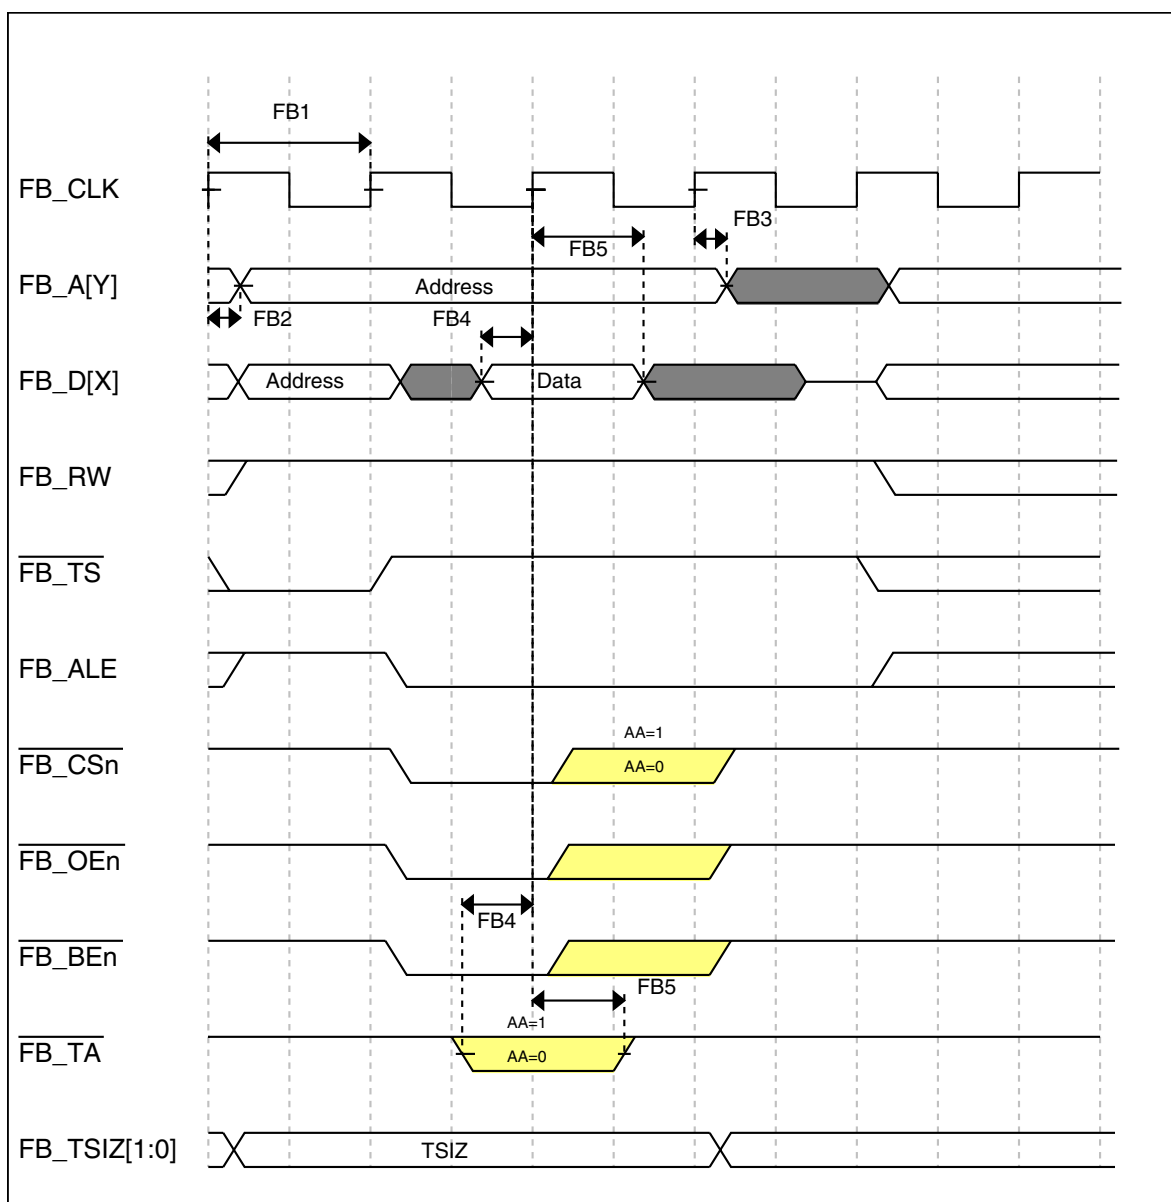 FB1
FB_CLK
FB3
FB5
FB_A[Y]
Address
FB2
FB4
FB_D[X]
Address
Data
FB_RW
FB_TS
FB_ALE
AA=1
FB_CSn
AA=0
FB_OEn
FB4
FB_BEn
FB5
AA=1
FB_TA
AA=0
FB_TSIZ[1:0]
TSIZ